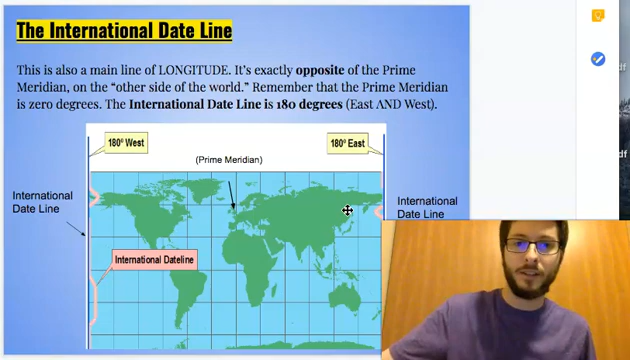 The International Date Line
This is also a main line of LONGITUDE. It's exactly opposite of the Prime
Meridian, on the “other side of the world.” Remember that the Prime Meridian
is zero degrees. The International Date Line is 180 degrees (East AND West).
180° West
(Prime Meridian)
180° East
International
Date Line
International
Date Line
International Dateline
df
df